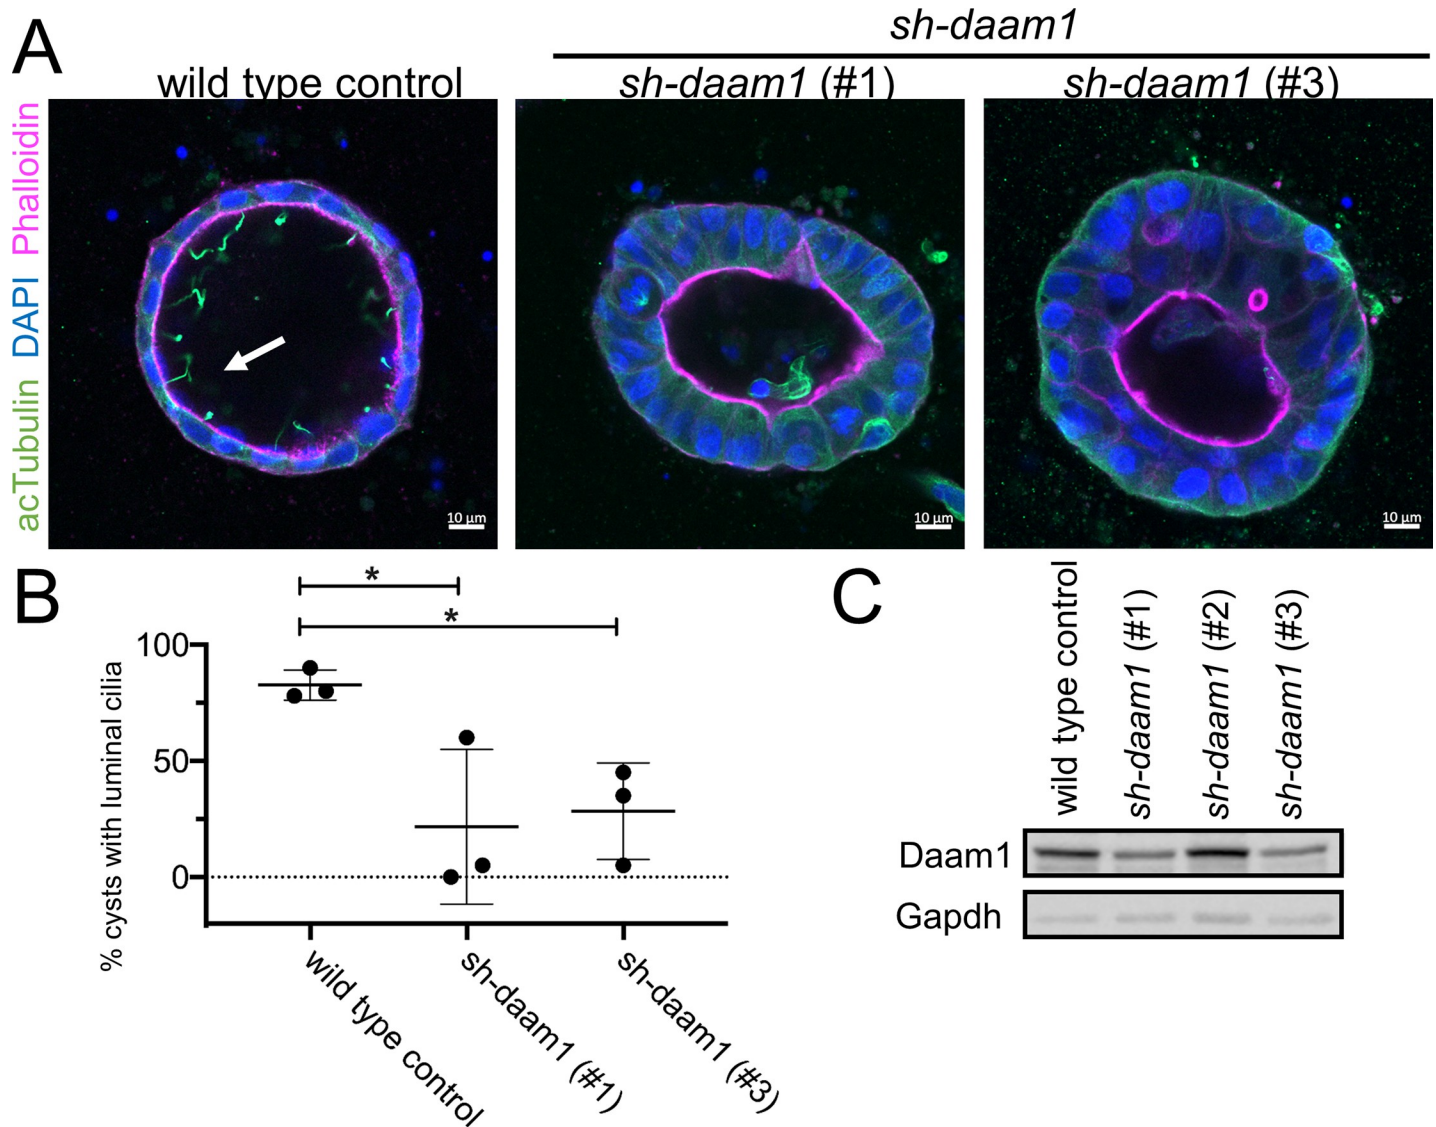 A
sh-daam1
wild type control
sh-daam1 (#1)
sh-daam1 (#3)
acTubulin DAPI Phalloidin
10 µm
10 µm
10 µm
B
*
*
100
50
0
% cysts with luminal cilia
wild type control
sh-daam1 (#1)
sh-daam1 (#3)
C
wild type control
sh-daam1 (#1)
sh-daam1 (#2)
sh-daam1 (#3)
Daam1
Gapdh